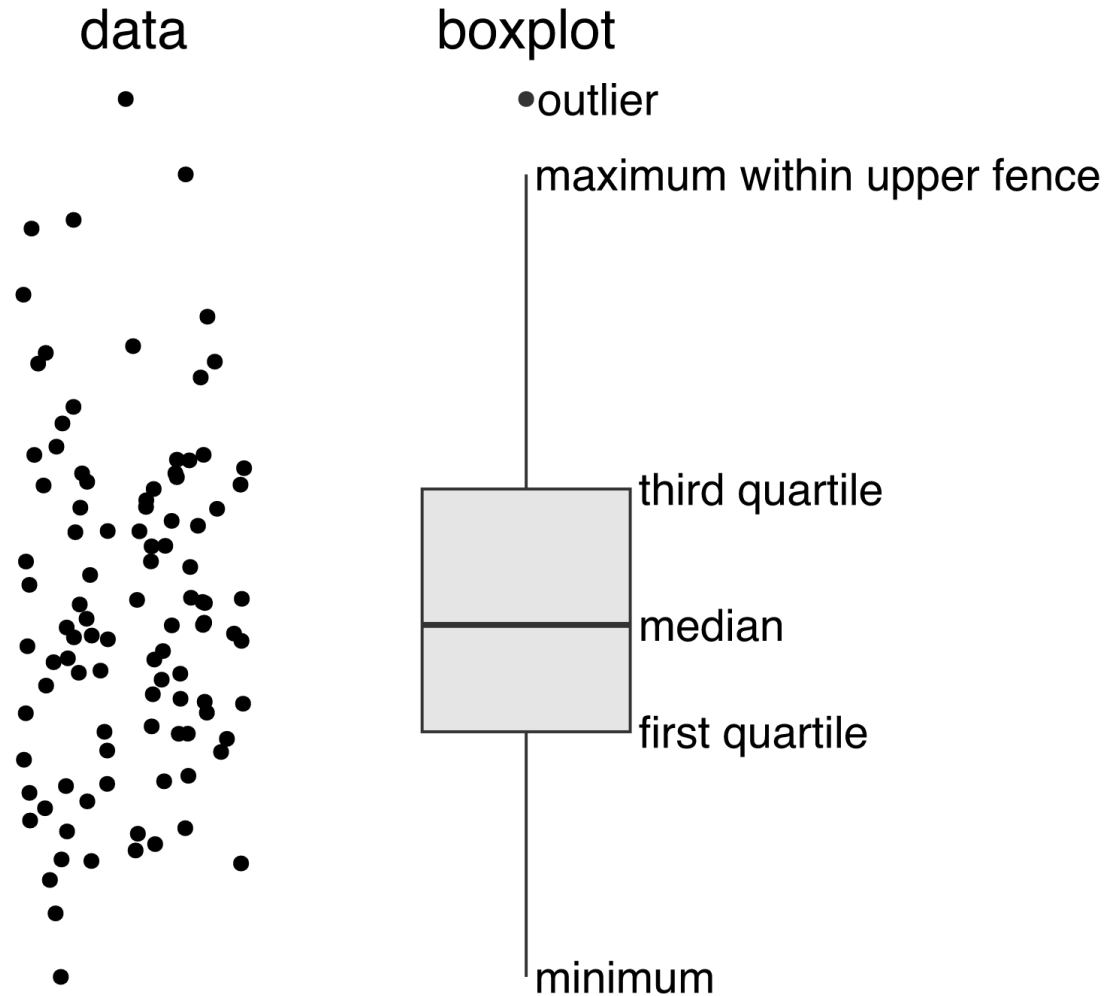 data
boxplot
outlier
maximum within upper fence
third quartile
median
first quartile
minimum